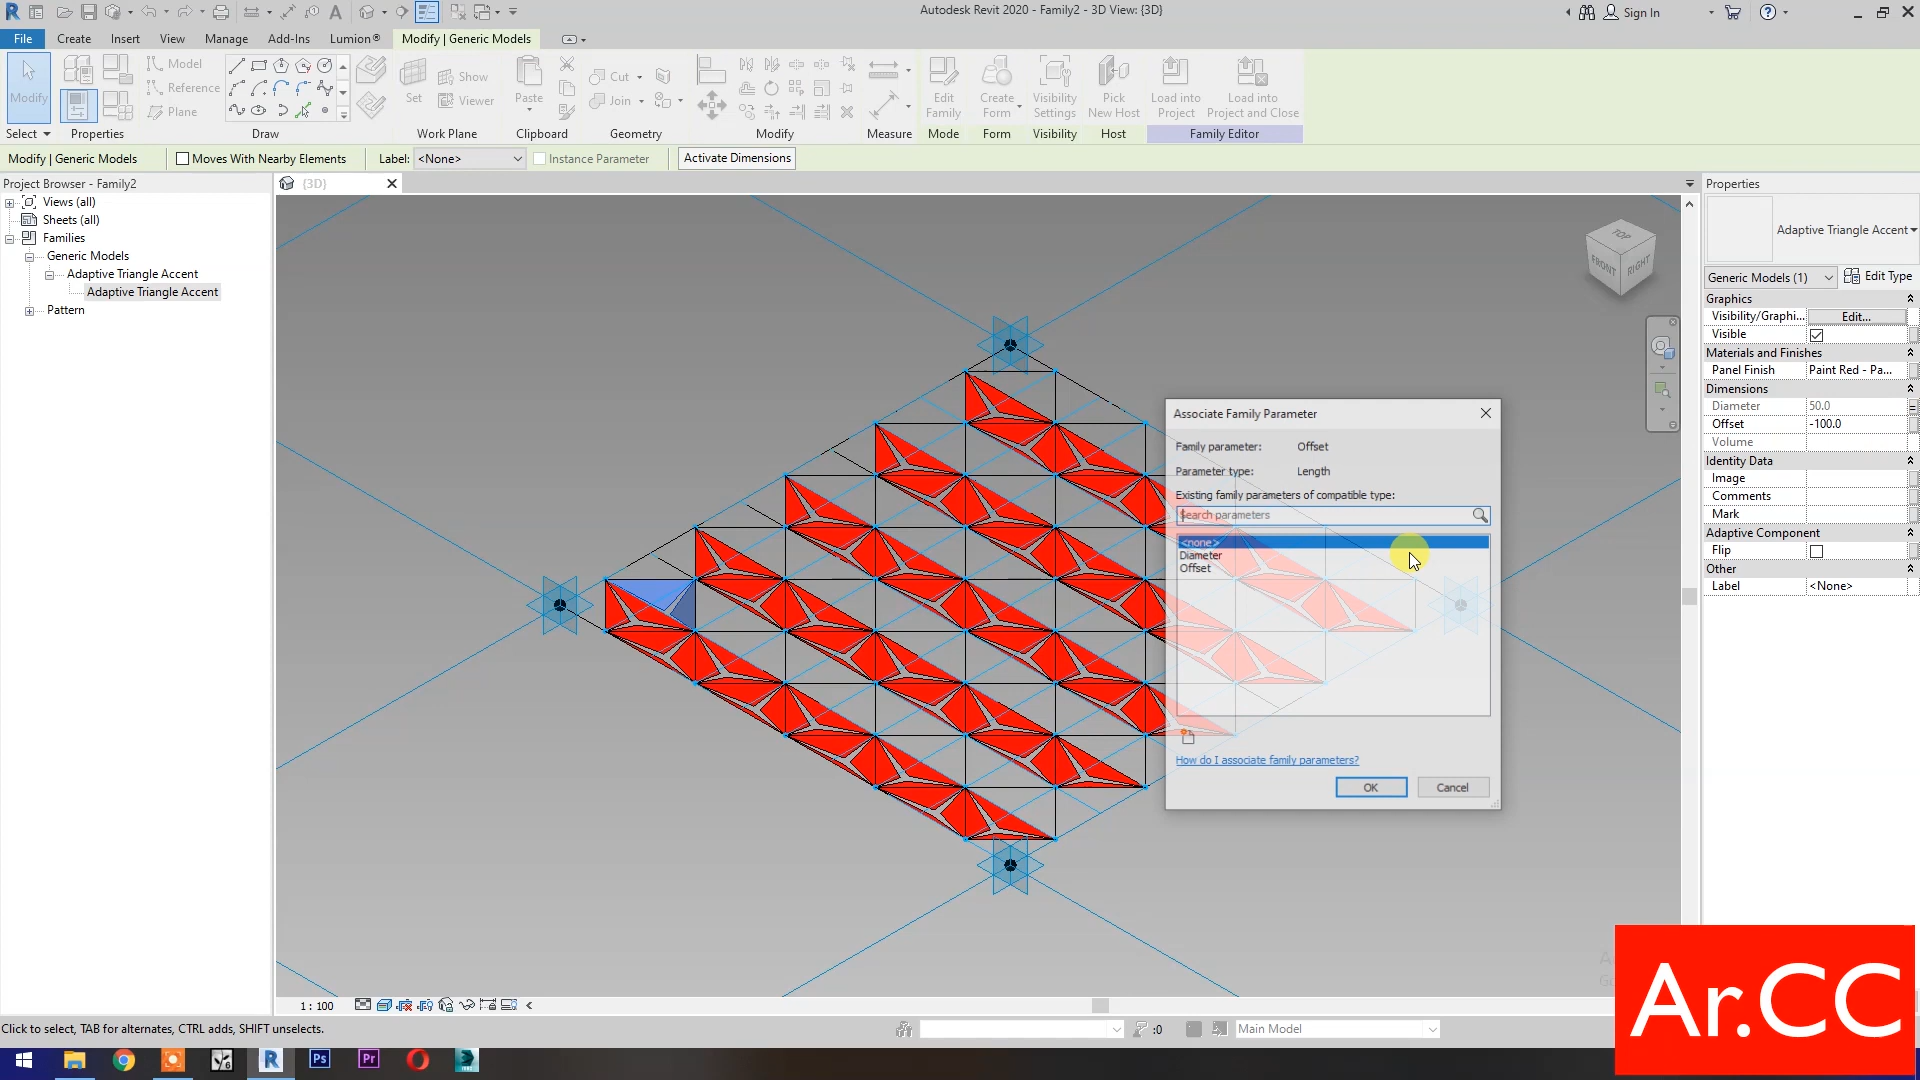 Autodesk Revit 2020 - Family2 - 3D View: {3D}
Sign In
File Create Insert View Manage Add-Ins Lumion® Modify | Generic Models
Modify
Model
Reference
Plane
Set
Show
Viewer
Paste
Cut
Join
Edit
Family
Create
Form
Visibility
Settings
Pick
New Host
Load into
Project
Load into
Project and Close
Select Properties Draw Work Plane Clipboard Geometry Modify Measure Mode Form Visibility Host Family Editor
Modify | Generic Models Moves With Nearby Elements Label: <None> Instance Parameter Activate Dimensions
Project Browser - Family2
Views (all)
Sheets (all)
Families
Generic Models
Adaptive Triangle Accent
Adaptive Triangle Accent
Pattern
{3D}
TOP
FRONT
RIGHT
Associate Family Parameter
Family parameter: Offset
Parameter type: Length
Existing family parameters of compatible type:
Search parameters
<none>
Diameter
Offset
How do I associate family parameters?
OK Cancel
Properties
Adaptive Triangle Accent
Generic Models (1) Edit Type
Graphics
Visibility/Graphi... Edit...
Visible
Materials and Finishes
Panel Finish Paint Red - Pa...
Dimensions
Diameter 50.0
Offset -100.0
Volume
Identity Data
Image
Comments
Mark
Adaptive Component
Flip
Other
Label <None>
1 : 100
Click to select, TAB for alternates, CTRL adds, SHIFT unselects.
:0
Main Model
Ar.CC
Ps
Pr